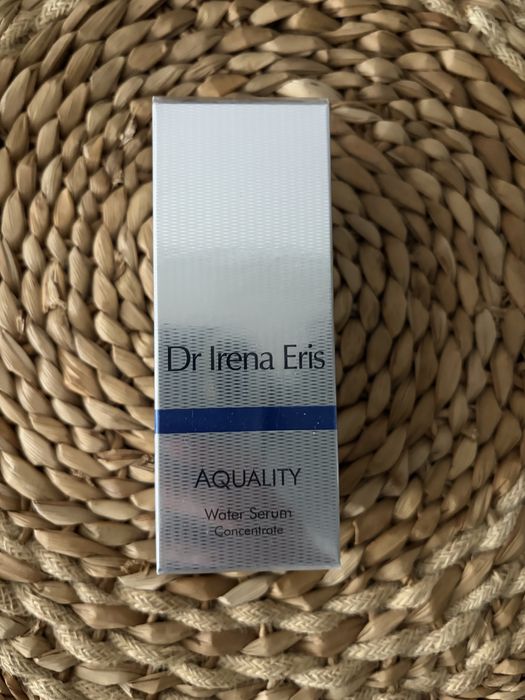 Dr Irena Eris
AQUALITY
Water Serum
Concentrate